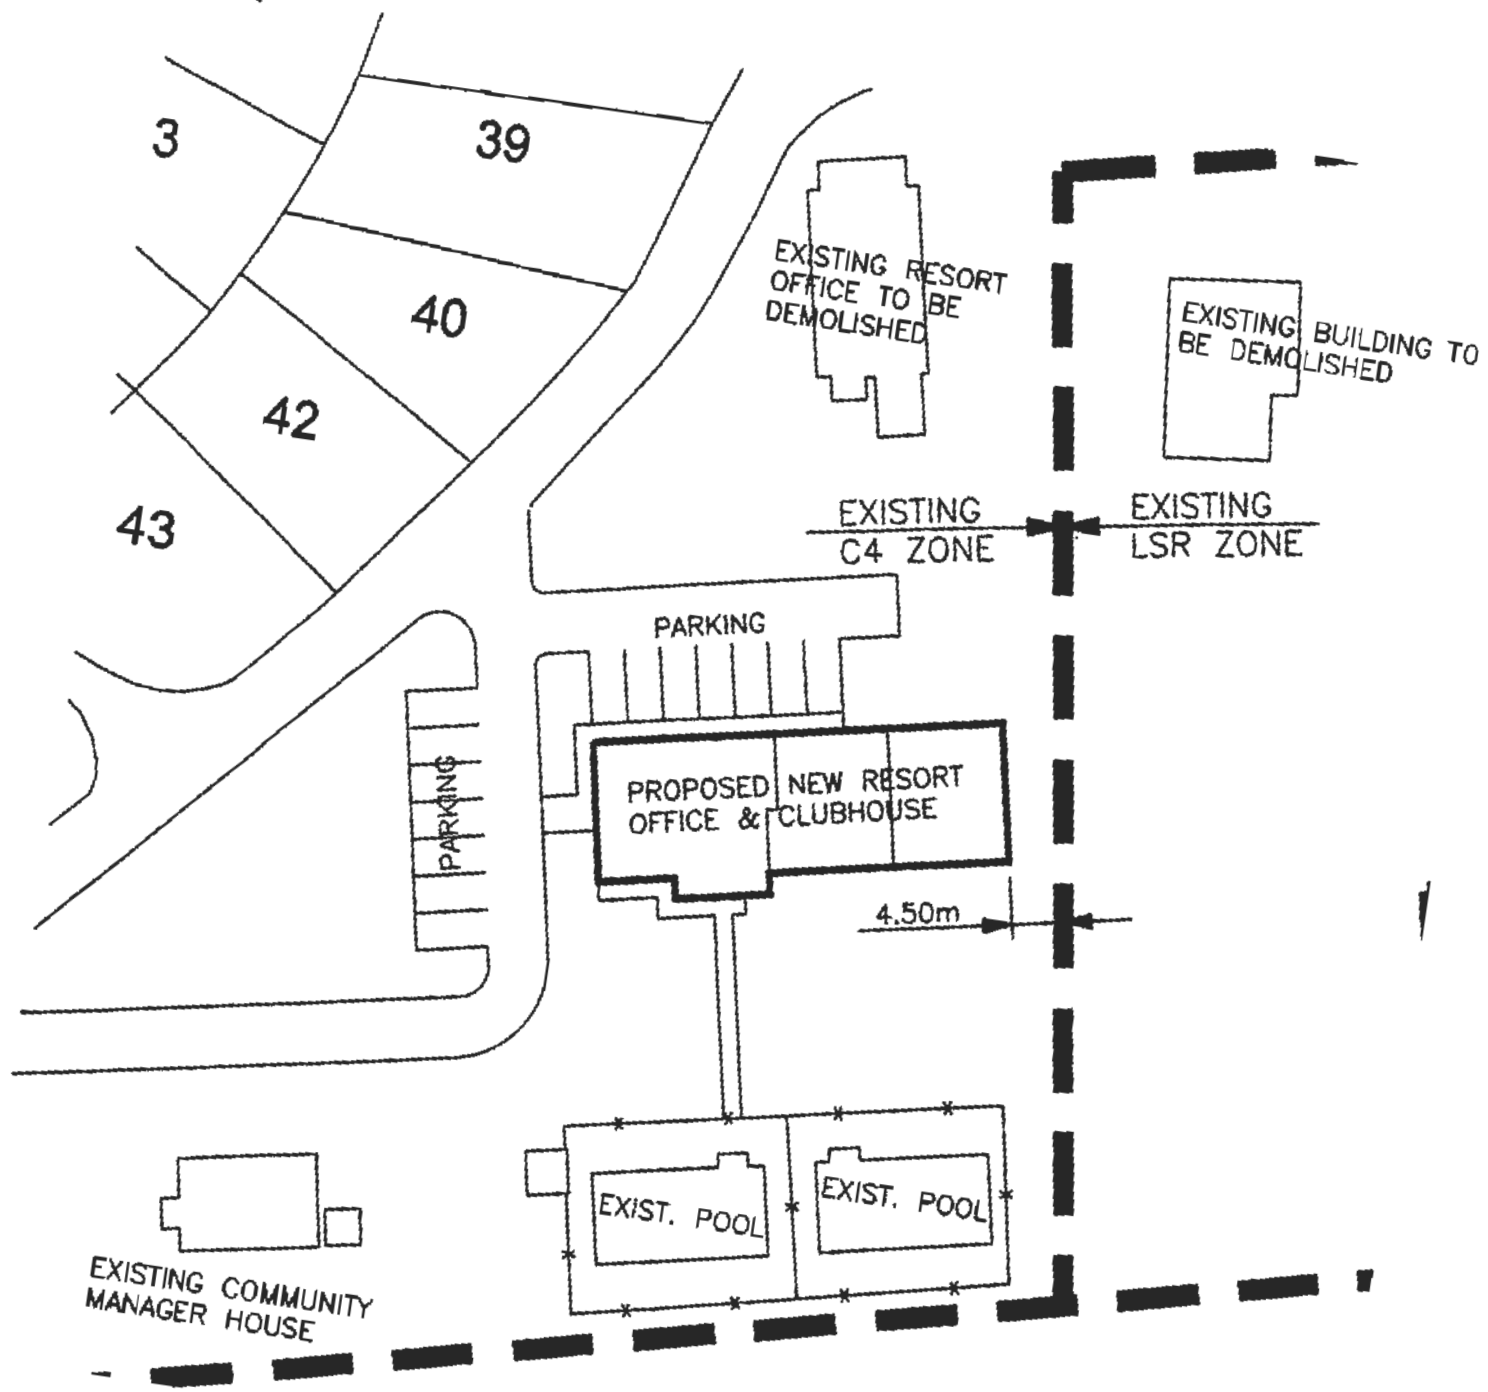 3
39
40
42
43
EXISTING RESORT
OFFICE TO BE
DEMOLISHED
EXISTING BUILDING TO
BE DEMOLISHED
EXISTING
C4 ZONE
EXISTING
LSR ZONE
PARKING
PARKING
PROPOSED NEW RESORT
OFFICE & CLUBHOUSE
4.50m
EXIST. POOL
EXIST. POOL
EXISTING COMMUNITY
MANAGER HOUSE